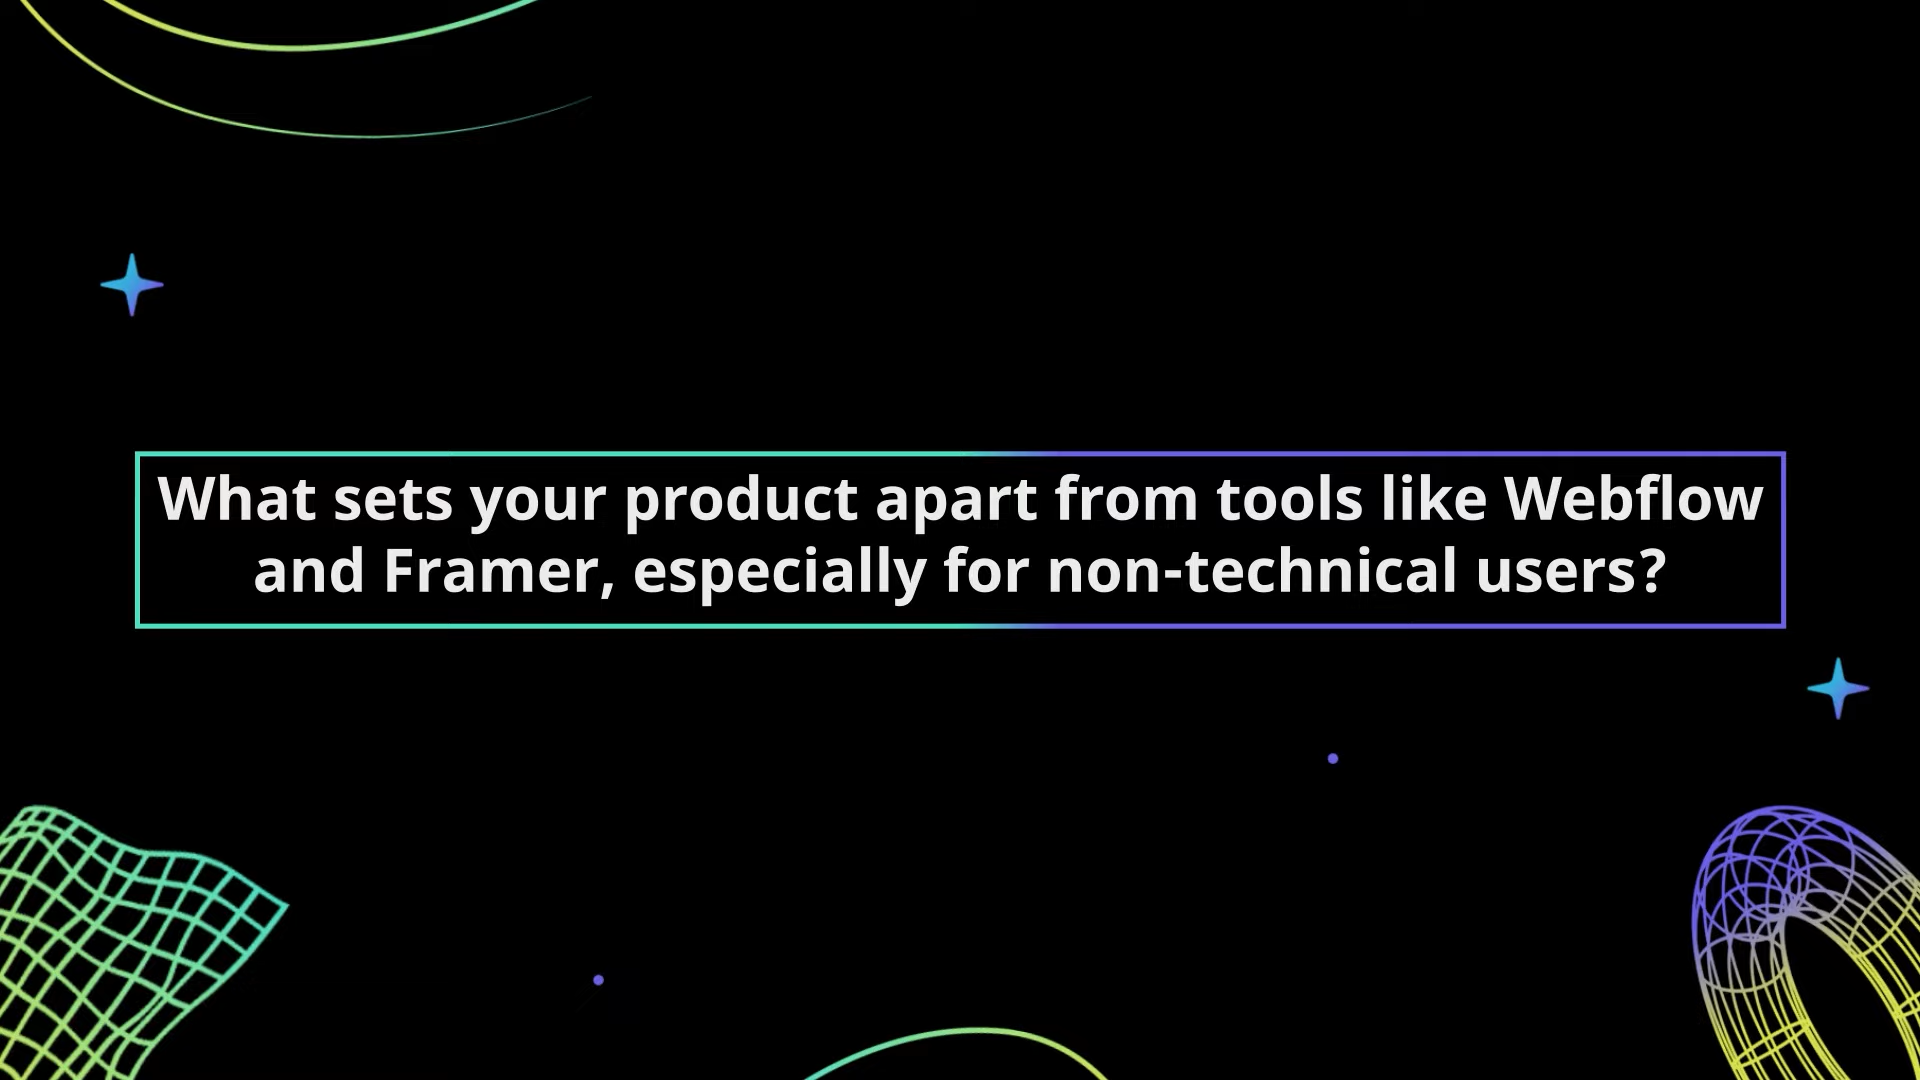 What sets your product apart from tools like Webflow
and Framer, especially for non-technical users?